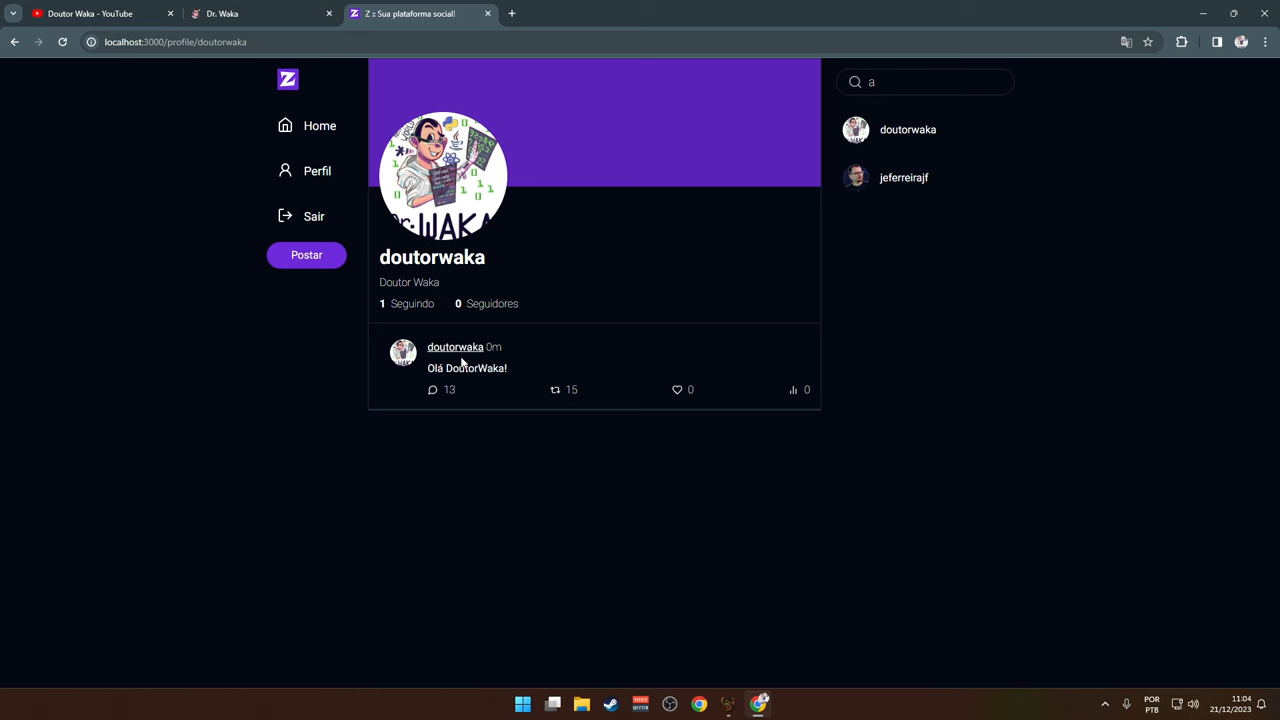 Doutor Waka - YouTube
Dr. Waka
Z :: Sua plataforma social!
localhost:3000/profile/doutorwaka
Z
Home
Perfil
Sair
Postar
Dr.WAKA
doutorwaka
Doutor Waka
1 Seguindo 0 Seguidores
doutorwaka 0m
Olá DoutorWaka!
13 15 0 0
a
doutorwaka
jeferreirajf
POR
PTB
11:04
21/12/2023